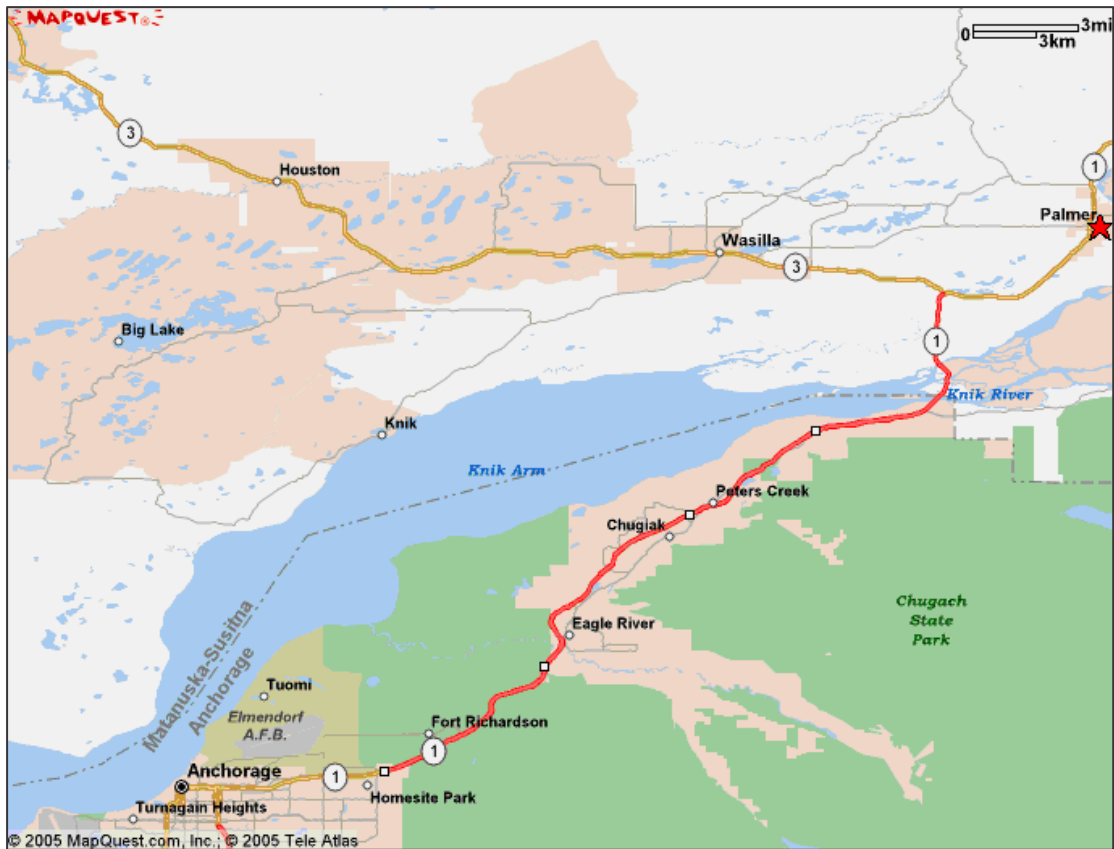 MAPQUEST®
0
3mi
3km
3
Houston
1
Palmer
Wasilla
3
Big Lake
1
Knik River
Knik
Knik Arm
Peters Creek
Chugiak
Chugach
State
Park
Eagle River
Matanuska-Susitna
Anchorage
Tuomi
Elmendorf
A.F.B.
Fort Richardson
1
Anchorage
1
Homesite Park
Turnagain Heights
© 2005 MapQuest.com, Inc.; © 2005 Tele Atlas